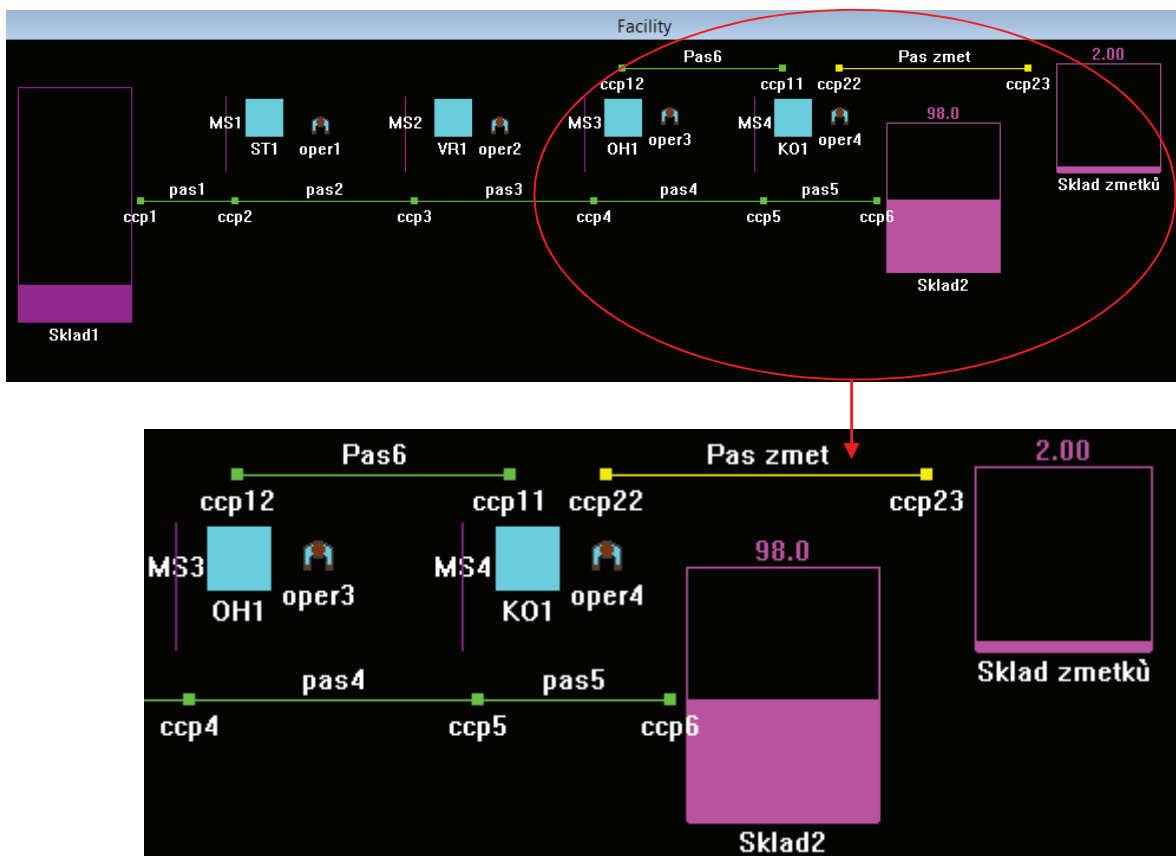 Facility
Pas6 Pas zmet 2.00
ccp12 ccp11 ccp22 ccp23
98.0
MS1 MS2 MS3 MS4
oper3 oper4
ST1 oper1 VR1 oper2 OH1 KO1
Sklad zmetků
pas1 pas2 pas3 pas4 pas5
ccp1 ccp2 ccp3 ccp4 ccp5 ccp6
Sklad2
Sklad1
Pas6 Pas zmet 2.00
ccp12 ccp11 ccp22 ccp23
98.0
MS3 MS4
OH1 oper3 KO1 oper4
Sklad zmetkù
pas4 pas5
ccp4 ccp5 ccp6
Sklad2